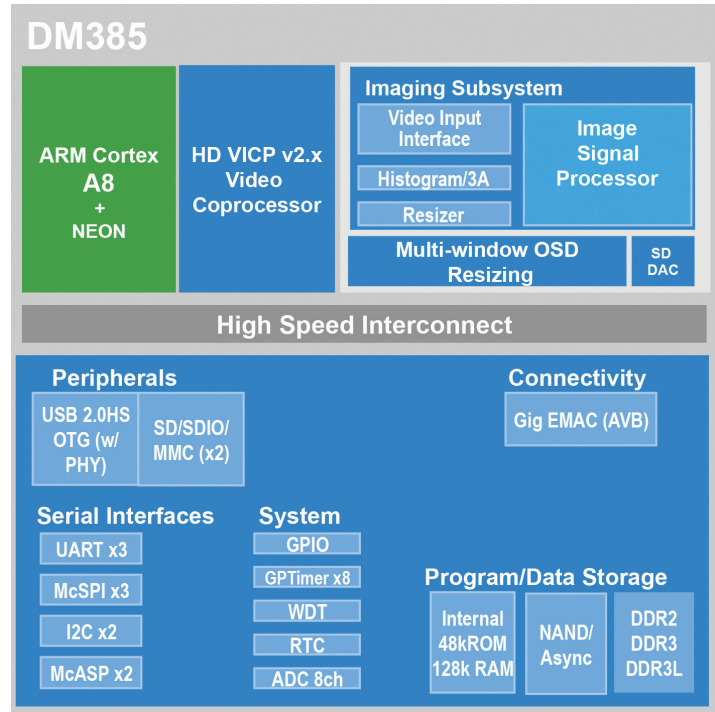 DM385
ARM Cortex
A8
+
NEON
HD VICP v2.x
Video
Coprocessor
Imaging Subsystem
Video Input
Interface
Histogram/3A
Resizer
Image
Signal
Processor
Multi-window OSD
Resizing
SD
DAC
High Speed Interconnect
Peripherals
USB 2.0HS
OTG (w/
PHY)
SD/SDIO/
MMC (x2)
Connectivity
Gig EMAC (AVB)
Serial Interfaces
UART x3
McSPI x3
I2C x2
McASP x2
System
GPIO
GPTimer x8
WDT
RTC
ADC 8ch
Program/Data Storage
Internal
48kROM
128k RAM
NAND/
Async
DDR2
DDR3
DDR3L